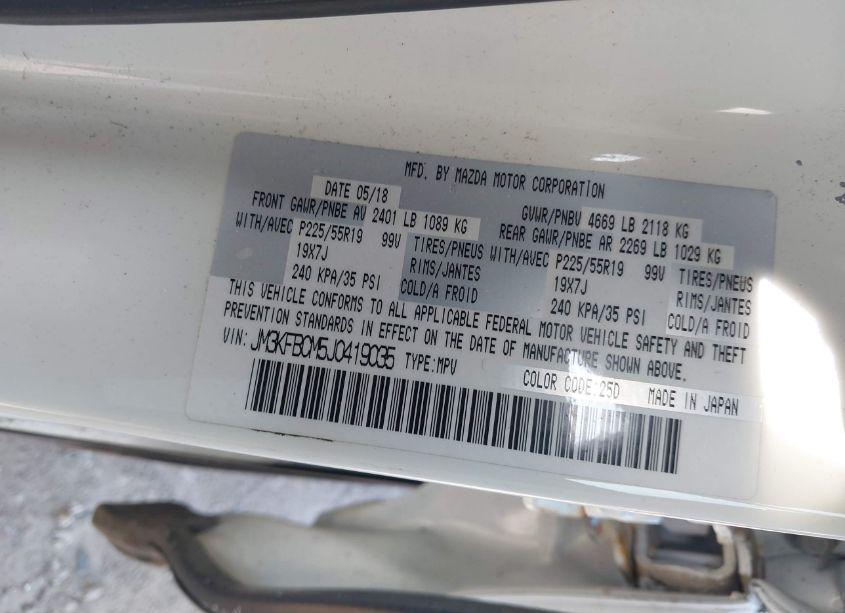 MFD. BY MAZDA MOTOR CORPORATION
DATE 05/18
FRONT GAWR/PNBE AV 2401 LB 1089 KG
GVWR/PNBV 4669 LB 2118 KG
REAR GAWR/PNBE AR 2269 LB 1029 KG
WITH/AVEC P225/55R19 99V TIRES/PNEUS
19X7J RIMS/JANTES
240 KPA/35 PSI COLD/A FROID
WITH/AVEC P225/55R19 99V TIRES/PNEUS
19X7J RIMS/JANTES
240 KPA/35 PSI COLD/A FROID
THIS VEHICLE CONFORMS TO ALL APPLICABLE FEDERAL MOTOR VEHICLE SAFETY AND THEFT
PREVENTION STANDARDS IN EFFECT ON THE DATE OF MANUFACTURE SHOWN ABOVE.
VIN: JM3KFBCM5J0419035 TYPE:MPV
COLOR CODE:25D MADE IN JAPAN